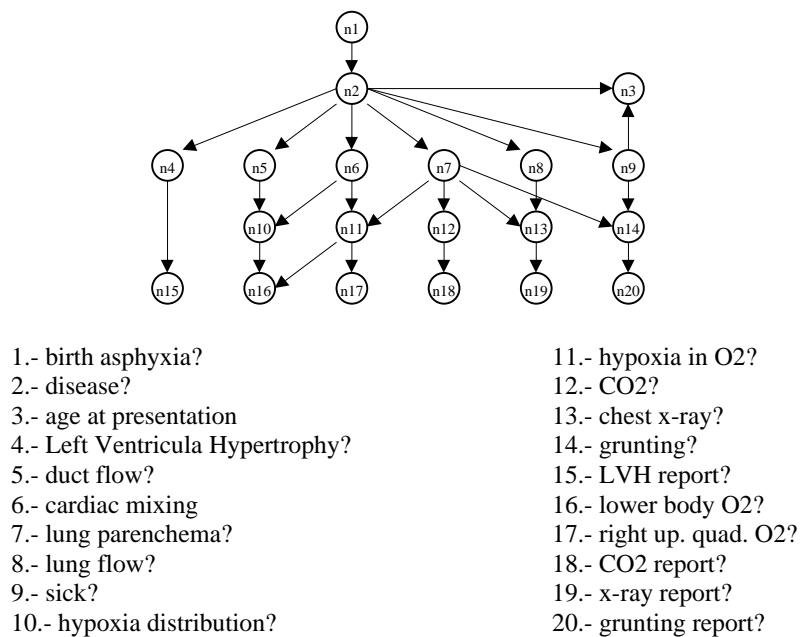 n1
n2 n3
n4 n5 n6 n7 n8 n9
n10 n11 n12 n13 n14
n15 n16 n17 n18 n19 n20
1.- birth asphyxia?
2.- disease?
3.- age at presentation
4.- Left Ventricula Hypertrophy?
5.- duct flow?
6.- cardiac mixing
7.- lung parenchema?
8.- lung flow?
9.- sick?
10.- hypoxia distribution?
11.- hypoxia in O2?
12.- CO2?
13.- chest x-ray?
14.- grunting?
15.- LVH report?
16.- lower body O2?
17.- right up. quad. O2?
18.- CO2 report?
19.- x-ray report?
20.- grunting report?